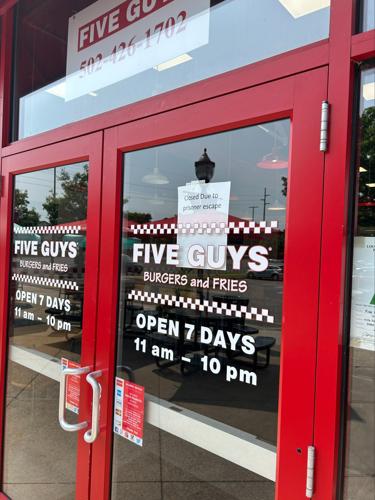 FIVE GUYS
502-426-1702
Closed Due to
prisoner escape
FIVE GUYS
BURGERS and FRIES
OPEN 7 DAYS
11 am - 10 pm
FIVE GUYS
BURGERS and FRIES
OPEN 7 DAYS
11 am - 10 pm